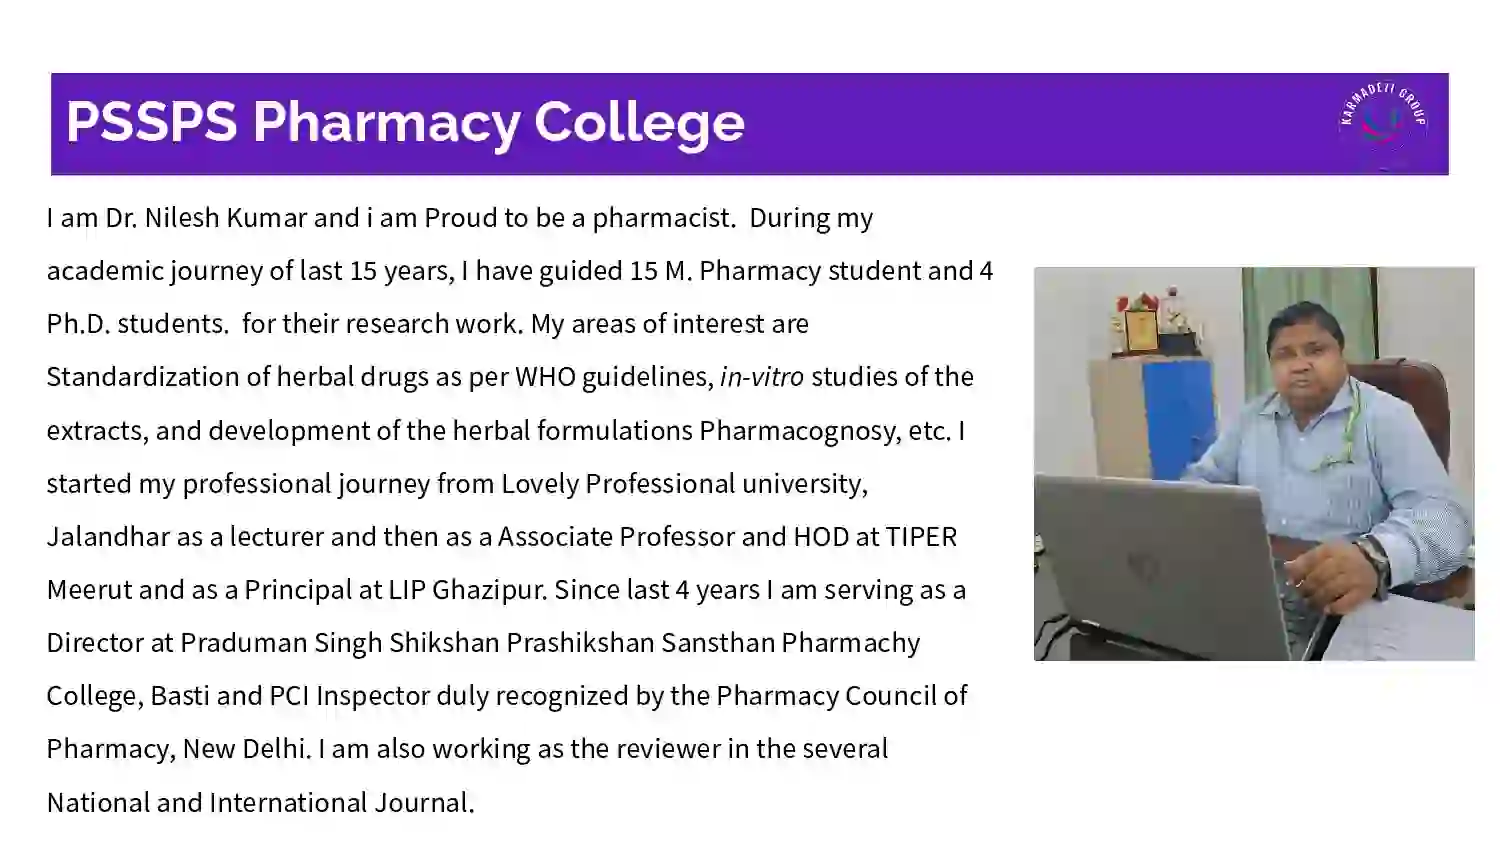 PSSPS Pharmacy College
KARMADETI GROUP
I am Dr. Nilesh Kumar and i am Proud to be a pharmacist.  During my
academic journey of last 15 years, I have guided 15 M. Pharmacy student and 4
Ph.D. students.  for their research work. My areas of interest are
Standardization of herbal drugs as per WHO guidelines, in-vitro studies of the
extracts, and development of the herbal formulations Pharmacognosy, etc. I
started my professional journey from Lovely Professional university,
Jalandhar as a lecturer and then as a Associate Professor and HOD at TIPER
Meerut and as a Principal at LIP Ghazipur. Since last 4 years I am serving as a
Director at Praduman Singh Shikshan Prashikshan Sansthan Pharmachy
College, Basti and PCI Inspector duly recognized by the Pharmacy Council of
Pharmacy, New Delhi. I am also working as the reviewer in the several
National and International Journal.